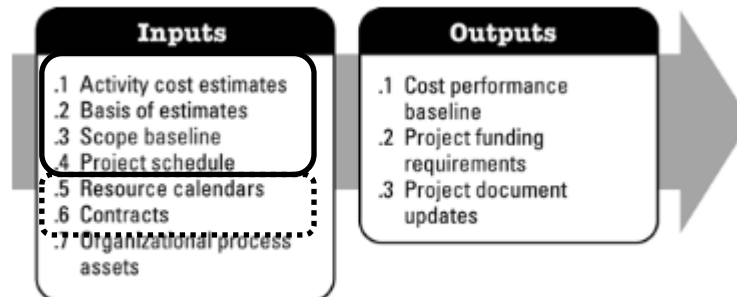 Inputs
.1 Activity cost estimates
.2 Basis of estimates
.3 Scope baseline
.4 Project schedule
.5 Resource calendars
.6 Contracts
.7 Organizational process
assets
Outputs
.1 Cost performance
baseline
.2 Project funding
requirements
.3 Project document
updates